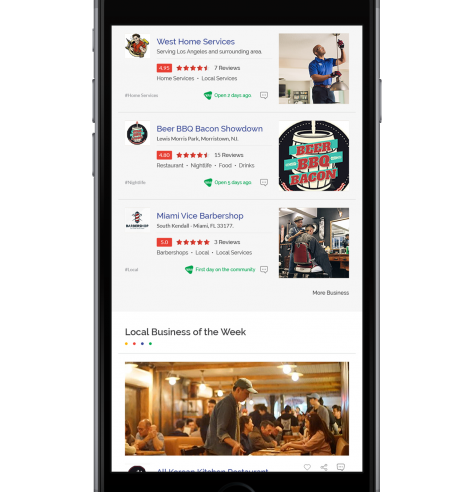 West Home Services
Serving Los Angeles and surrounding area.
4.95 7 Reviews
Home Services • Local Services
#Home Services Open 2 days ago.
Beer BBQ Bacon Showdown
Lewis Morris Park, Morristown, NJ.
4.80 15 Reviews
Restaurant • Nightlife • Food • Drinks
#Nightlife Open 5 days ago.
BEER
BBQ
BACON
Miami Vice Barbershop
South Kendall - Miami, FL 33177.
BARBERSHOP
5.0 3 Reviews
Barbershops • Local • Local Services
#Local First day on the community
More Business
Local Business of the Week
All Korean Kitchen Restaurant